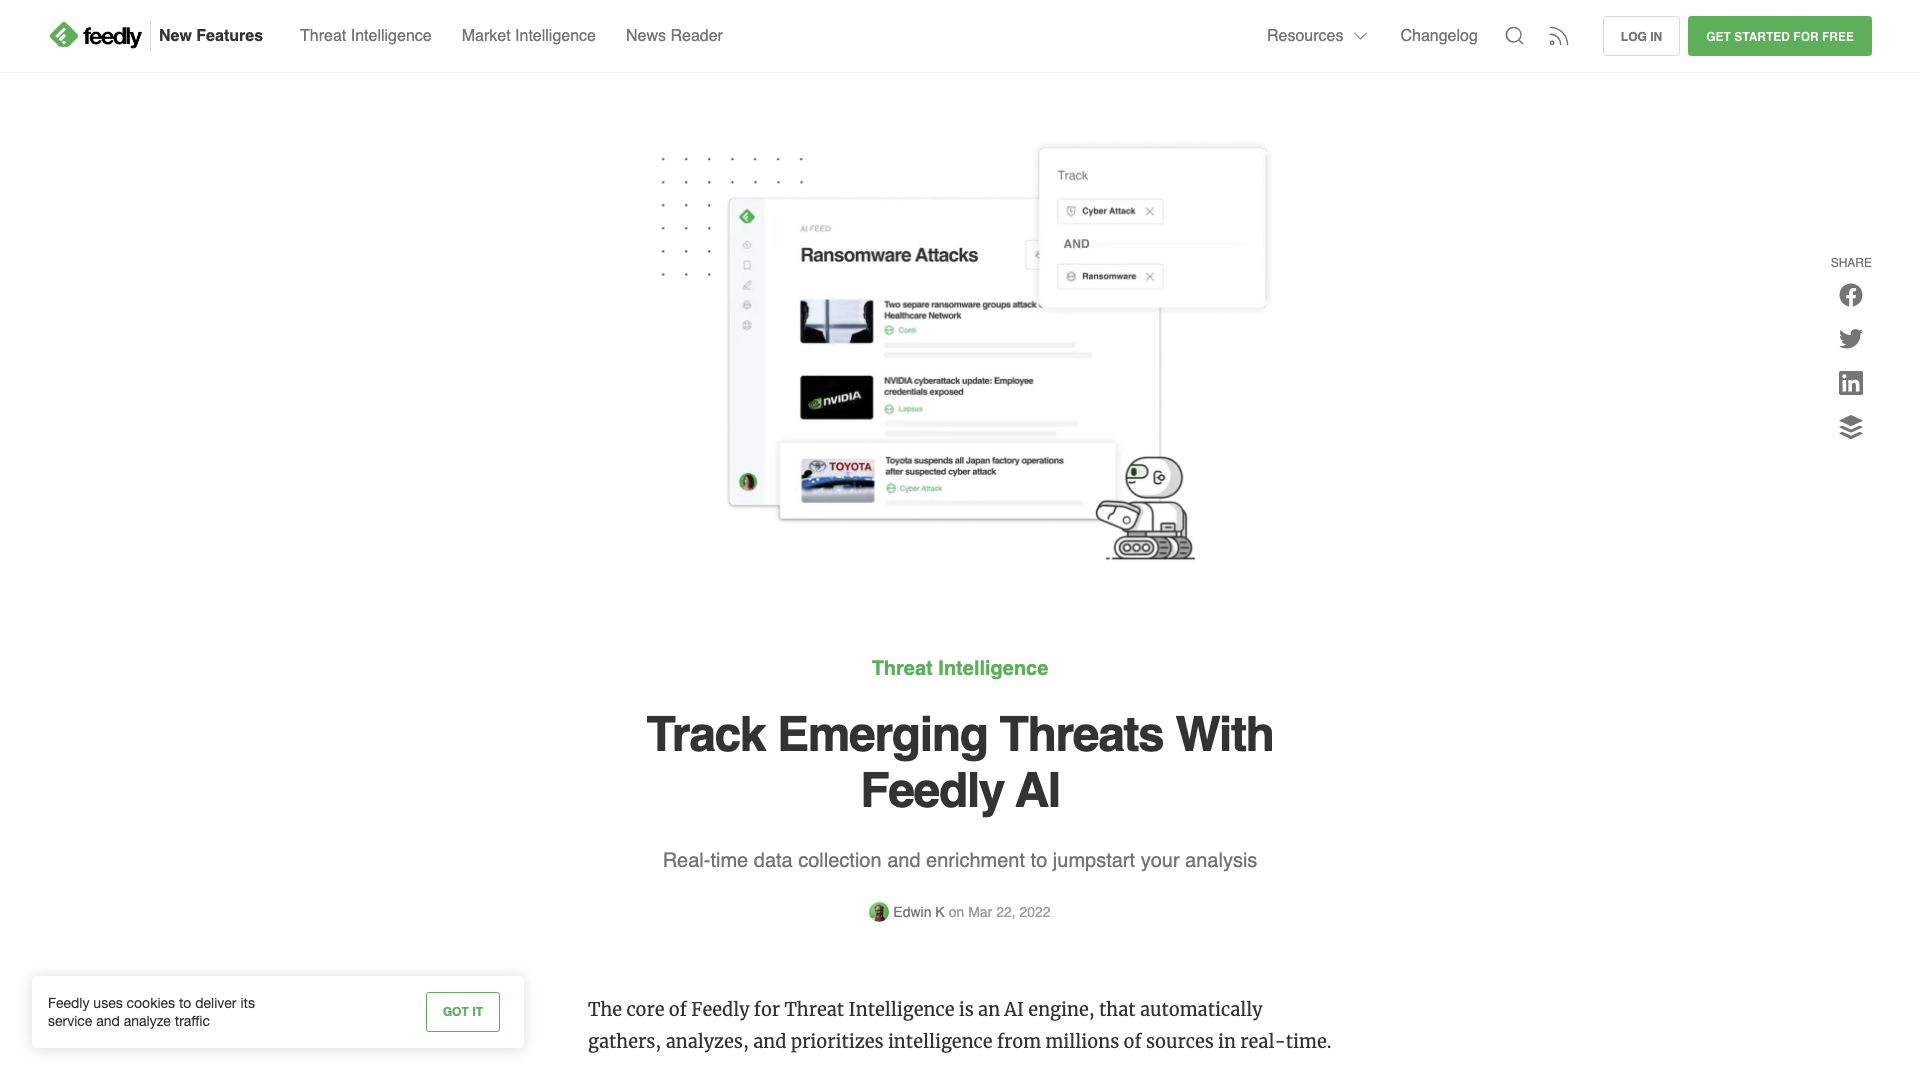 feedly
New Features
Threat Intelligence
Market Intelligence
News Reader
Resources
Changelog
LOG IN
GET STARTED FOR FREE
Track
Cyber Attack
AND
Ransomware
AI FEED
Ransomware Attacks
Two separe ransomware groups attack
Healthcare Network
Conti
NVIDIA cyberattack update: Employee
credentials exposed
NVIDIA
Lapsus
Toyota suspends all Japan factory operations
after suspected cyber attack
TOYOTA
Cyber Attack
SHARE
Threat Intelligence
Track Emerging Threats With
Feedly AI
Real-time data collection and enrichment to jumpstart your analysis
Edwin K on Mar 22, 2022
The core of Feedly for Threat Intelligence is an AI engine, that automatically
gathers, analyzes, and prioritizes intelligence from millions of sources in real-time.
Feedly uses cookies to deliver its
service and analyze traffic
GOT IT